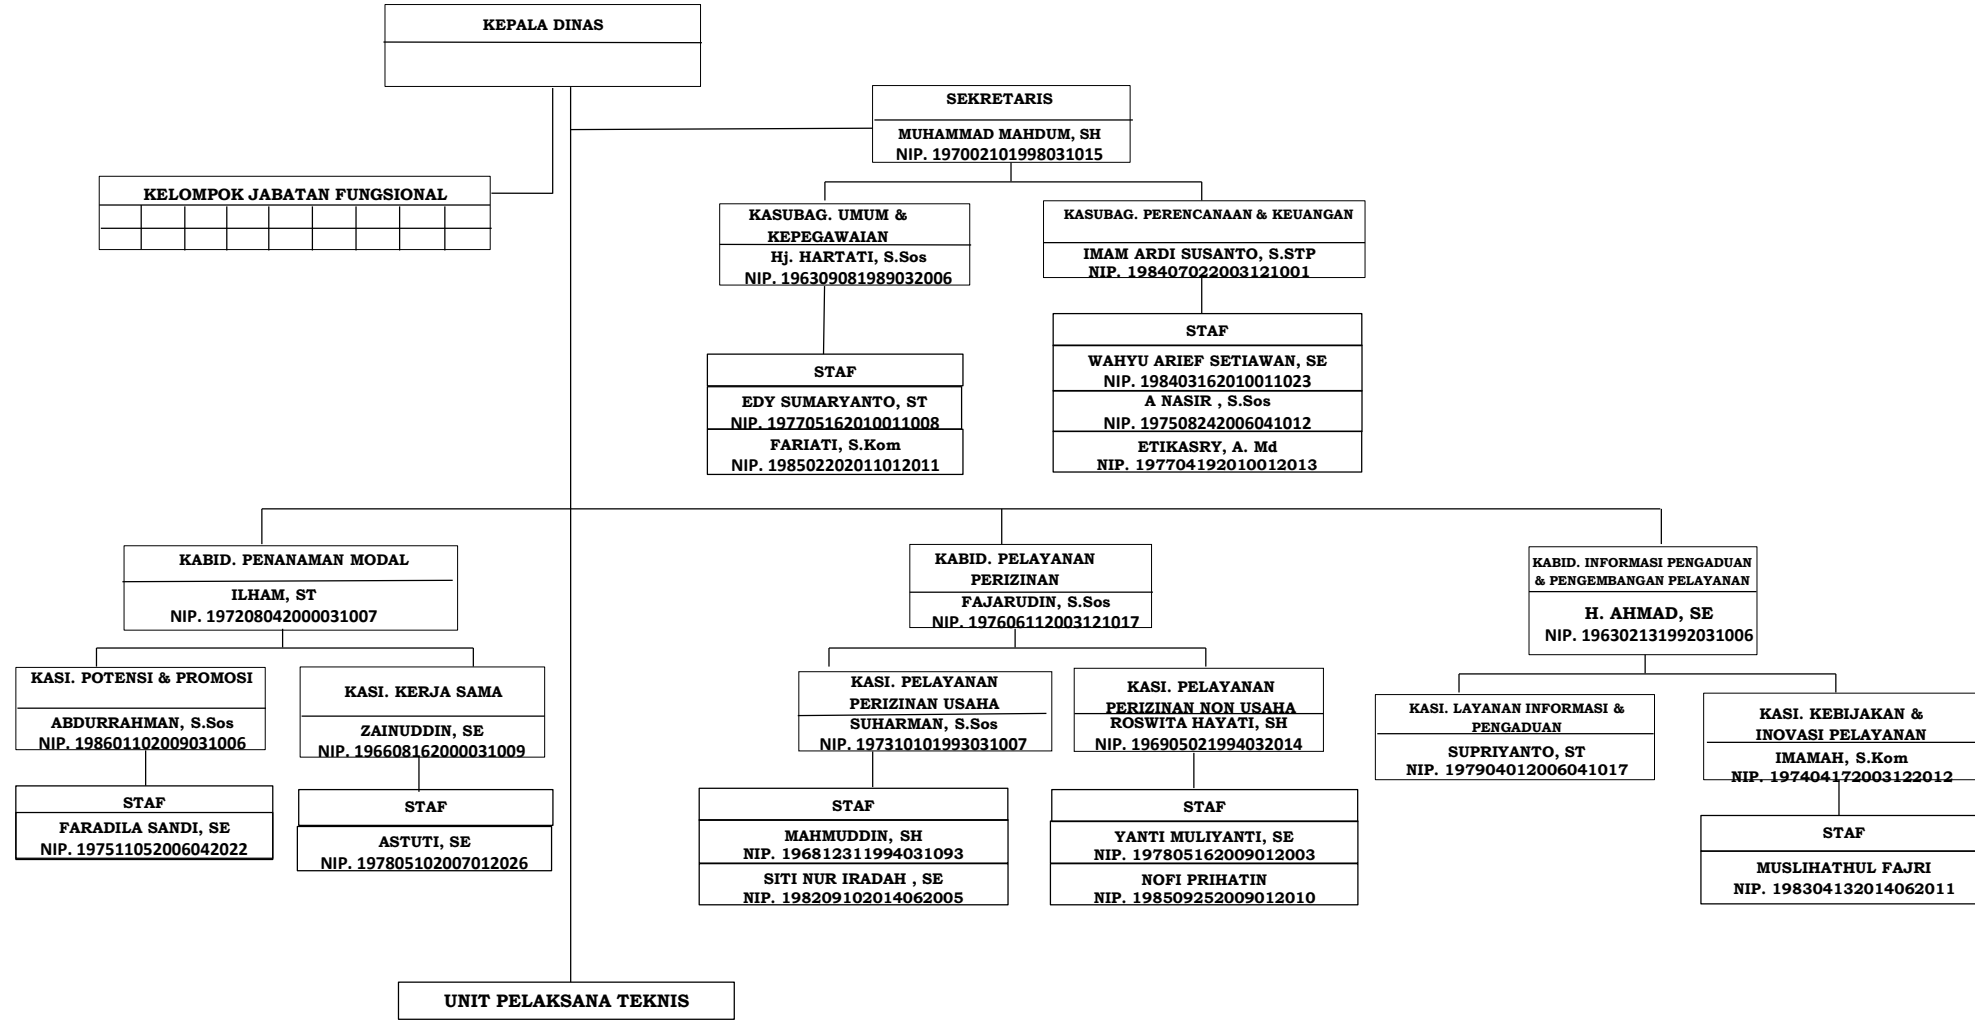 KEPALA DINAS
SEKRETARIS
MUHAMMAD MAHDUM, SH
NIP. 197002101998031015
KELOMPOK JABATAN FUNGSIONAL
KASUBAG. UMUM &
KEPEGAWAIAN
Hj. HARTATI, S.Sos
NIP. 196309081989032006
KASUBAG. PERENCANAAN & KEUANGAN
IMAM ARDI SUSANTO, S.STP
NIP. 198407022003121001
STAF
EDY SUMARYANTO, ST
NIP. 197705162010011008
FARIATI, S.Kom
NIP. 198502202011012011
STAF
WAHYU ARIEF SETIAWAN, SE
NIP. 198403162010011023
A NASIR , S.Sos
NIP. 197508242006041012
ETIKASRY, A. Md
NIP. 197704192010012013
KABID. PENANAMAN MODAL
ILHAM, ST
NIP. 197208042000031007
KABID. PELAYANAN
PERIZINAN
FAJARUDIN, S.Sos
NIP. 197606112003121017
KABID. INFORMASI PENGADUAN
& PENGEMBANGAN PELAYANAN
H. AHMAD, SE
NIP. 196302131992031006
KASI. POTENSI & PROMOSI
ABDURRAHMAN, S.Sos
NIP. 198601102009031006
KASI. KERJA SAMA
ZAINUDDIN, SE
NIP. 196608162000031009
KASI. PELAYANAN
PERIZINAN USAHA
SUHARMAN, S.Sos
NIP. 197310101993031007
KASI. PELAYANAN
PERIZINAN NON USAHA
ROSWITA HAYATI, SH
NIP. 196905021994032014
KASI. LAYANAN INFORMASI &
PENGADUAN
SUPRIYANTO, ST
NIP. 197904012006041017
KASI. KEBIJAKAN &
INOVASI PELAYANAN
IMAMAH, S.Kom
NIP. 197404172003122012
STAF
FARADILA SANDI, SE
NIP. 197511052006042022
STAF
ASTUTI, SE
NIP. 197805102007012026
STAF
MAHMUDDIN, SH
NIP. 196812311994031093
SITI NUR IRADAH , SE
NIP. 198209102014062005
STAF
YANTI MULIYANTI, SE
NIP. 197805162009012003
NOFI PRIHATIN
NIP. 198509252009012010
STAF
MUSLIHATHUL FAJRI
NIP. 198304132014062011
UNIT PELAKSANA TEKNIS